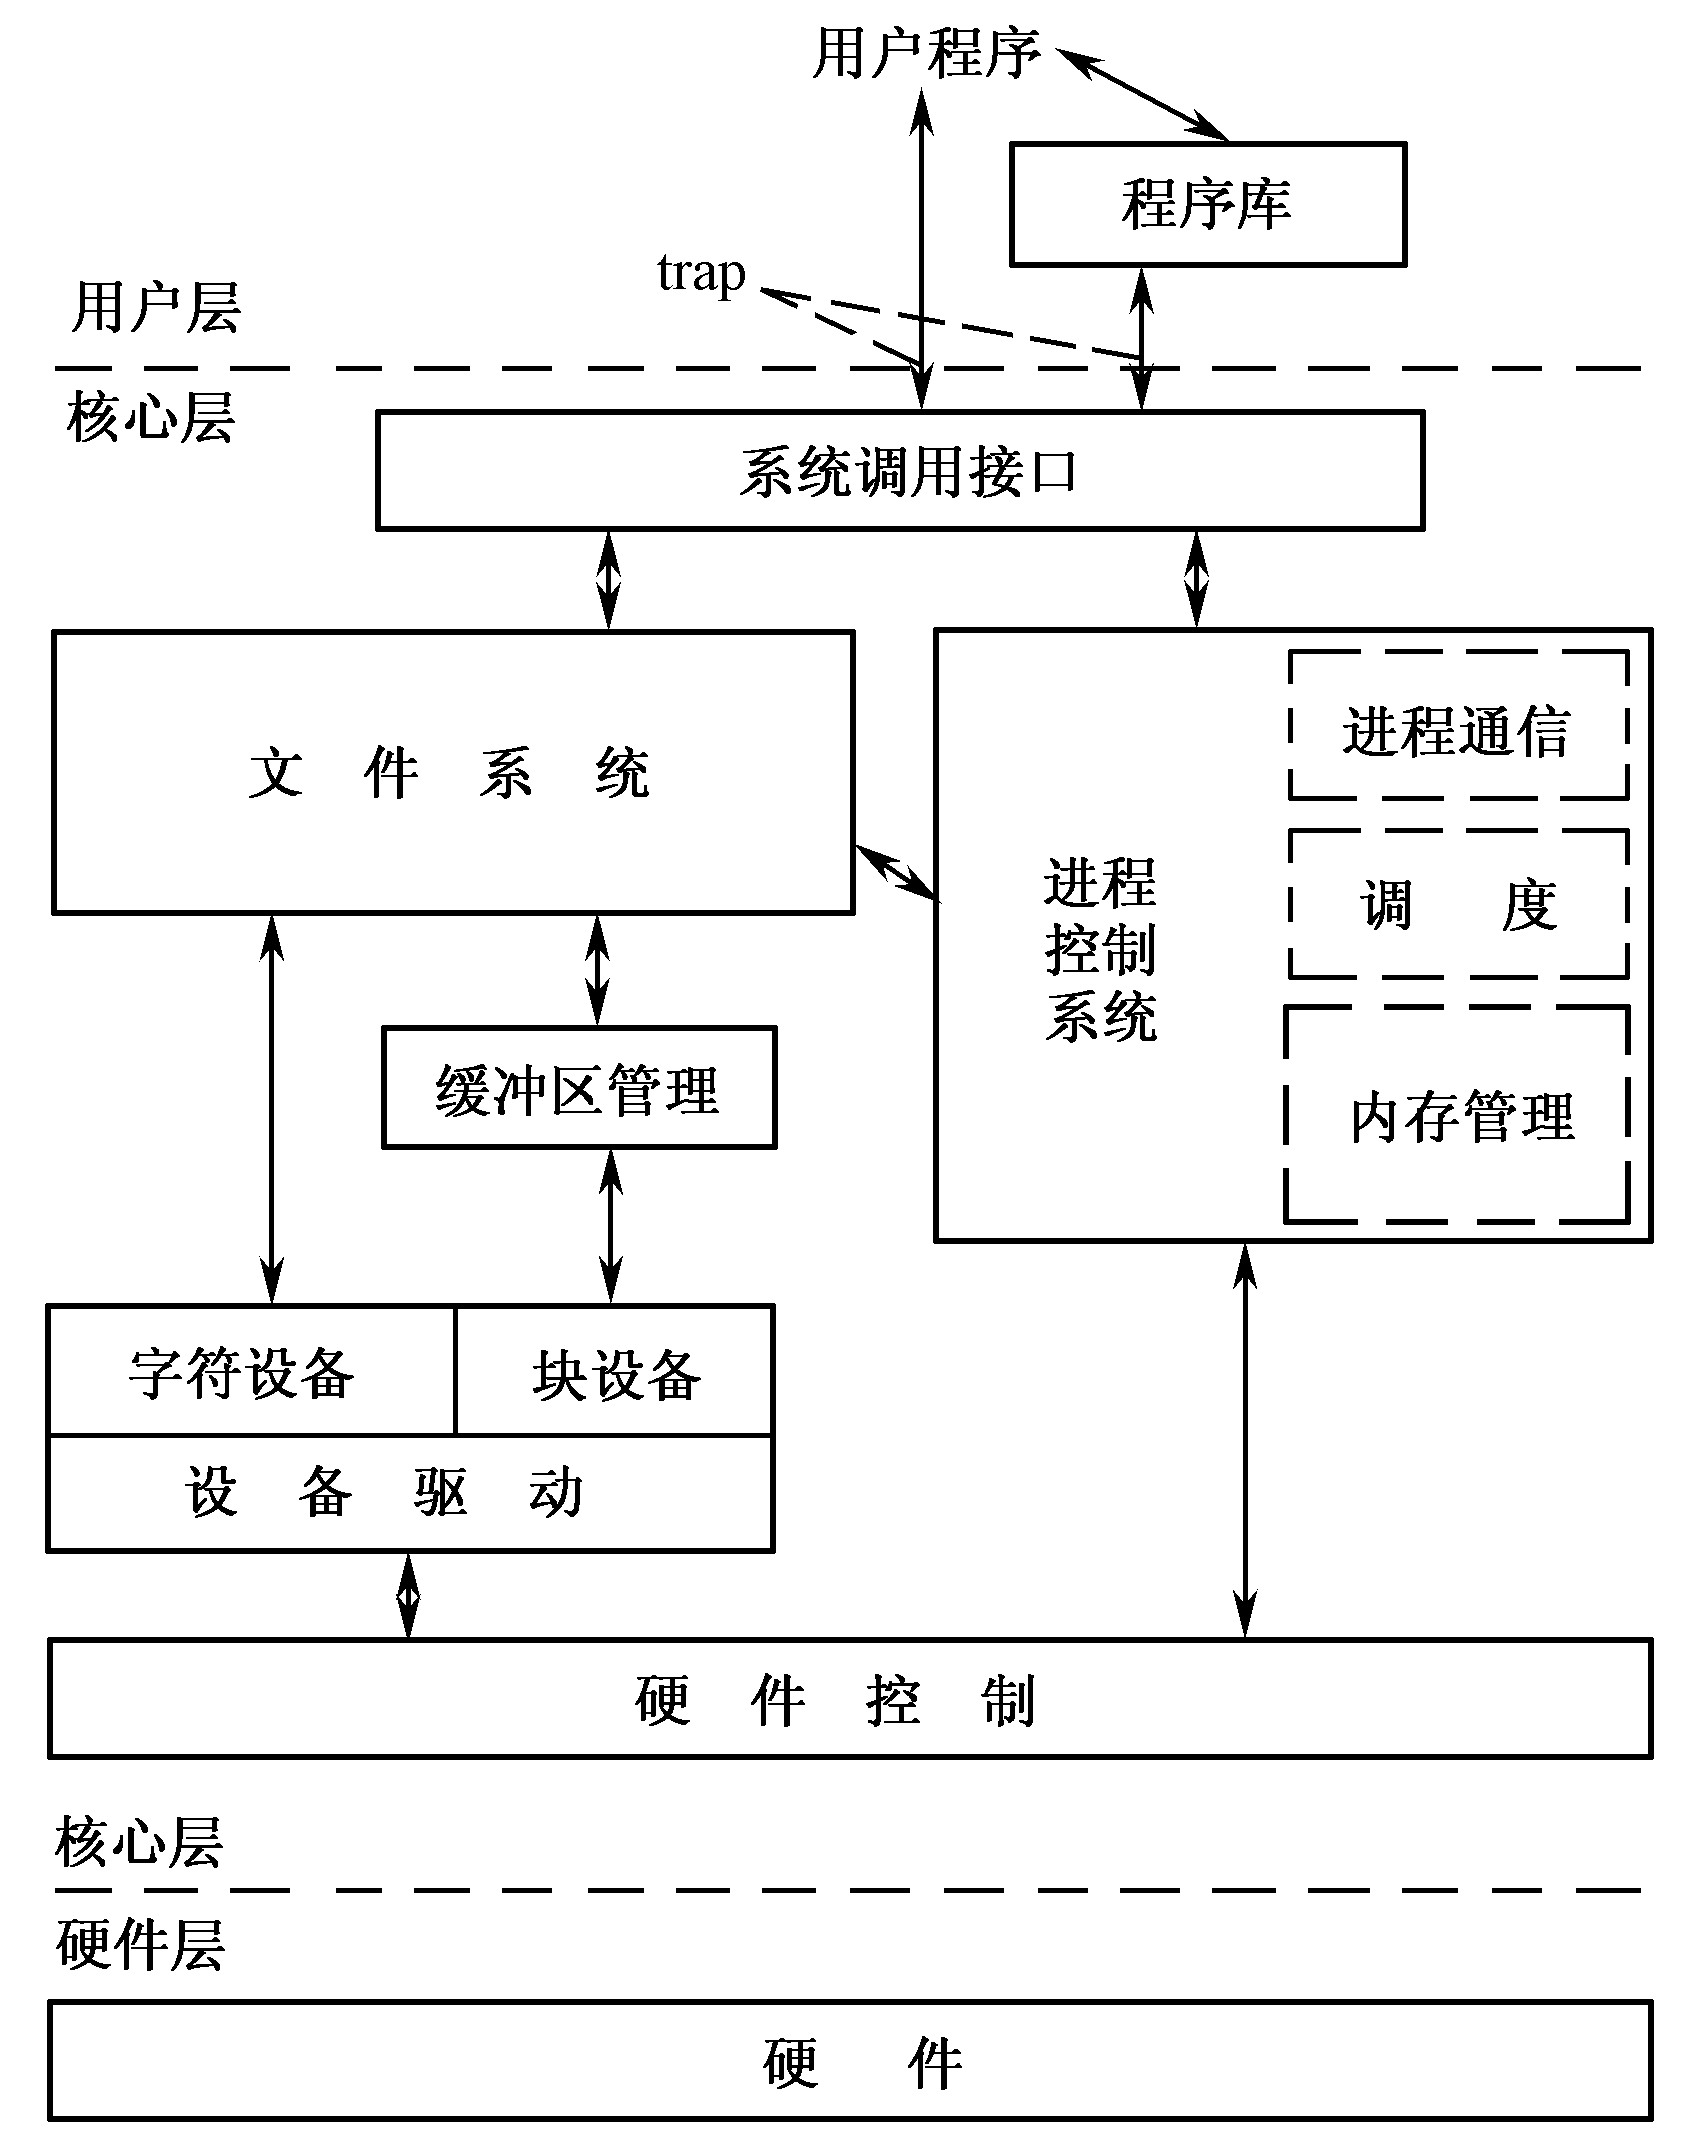 用户程序
程序库
trap
用户层
核心层
系统调用接口
文件系统
进程
控制
系统
进程通信
调度
内存管理
缓冲区管理
字符设备
块设备
设备驱动
硬件控制
核心层
硬件层
硬件